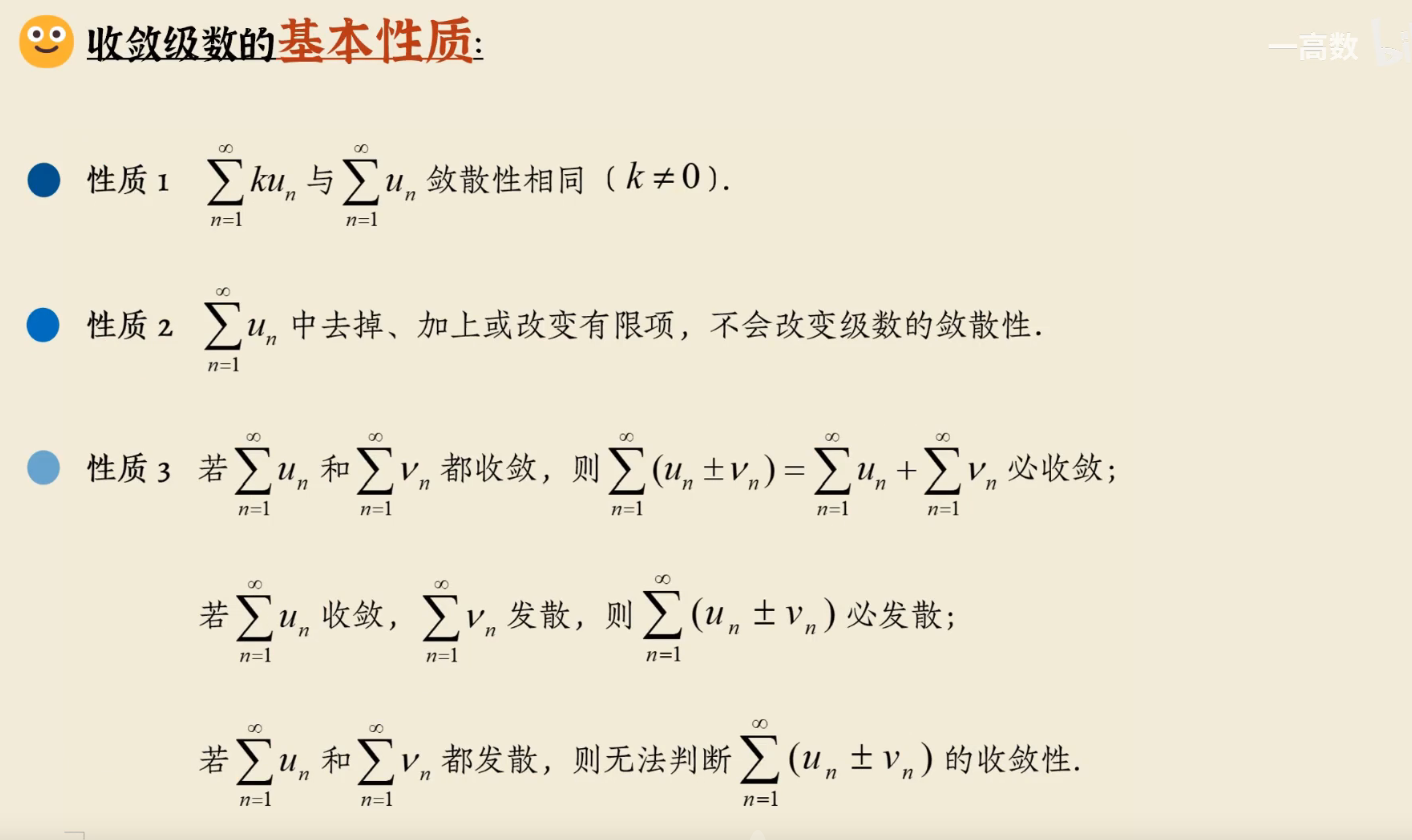 收敛级数的基本性质:
一高数
性质 1 $\sum_{n=1}^{\infty} ku_n$ 与 $\sum_{n=1}^{\infty} u_n$ 敛散性相同（$k \neq 0$）.
性质 2 $\sum_{n=1}^{\infty} u_n$ 中去掉、加上或改变有限项，不会改变级数的敛散性.
性质 3 若 $\sum_{n=1}^{\infty} u_n$ 和 $\sum_{n=1}^{\infty} v_n$ 都收敛，则 $\sum_{n=1}^{\infty} (u_n \pm v_n) = \sum_{n=1}^{\infty} u_n + \sum_{n=1}^{\infty} v_n$ 必收敛；
若 $\sum_{n=1}^{\infty} u_n$ 收敛，$\sum_{n=1}^{\infty} v_n$ 发散，则 $\sum_{n=1}^{\infty} (u_n \pm v_n)$ 必发散；
若 $\sum_{n=1}^{\infty} u_n$ 和 $\sum_{n=1}^{\infty} v_n$ 都发散，则无法判断 $\sum_{n=1}^{\infty} (u_n \pm v_n)$ 的收敛性.